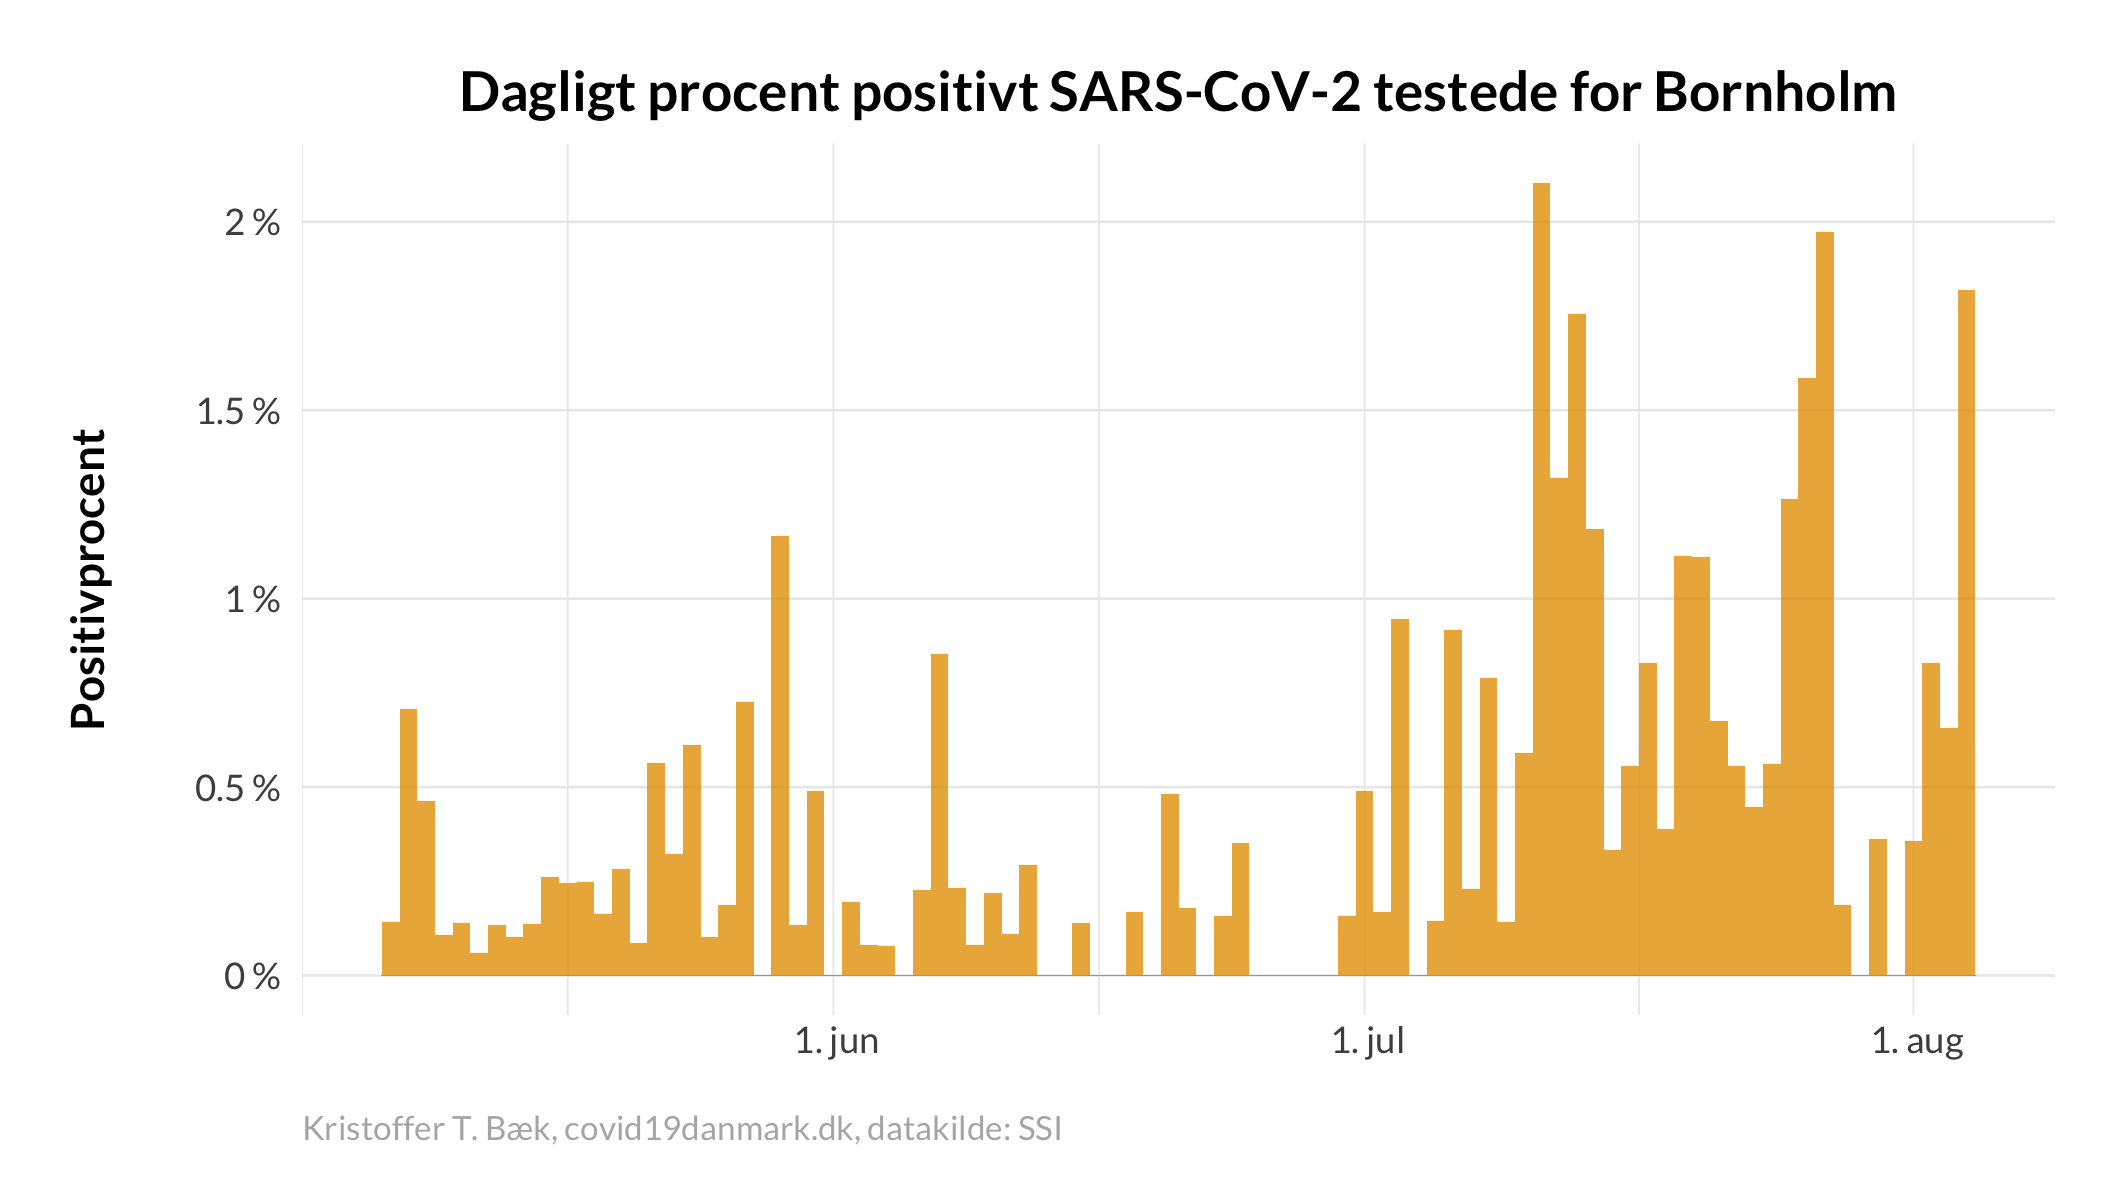 Dagligt procent positivt SARS-CoV-2 testede for Bornholm
Positivprocent
2 %
1.5 %
1 %
0.5 %
0 %
1. jun
1. jul
1. aug
Kristoffer T. Bæk, covid19danmark.dk, datakilde: SSI